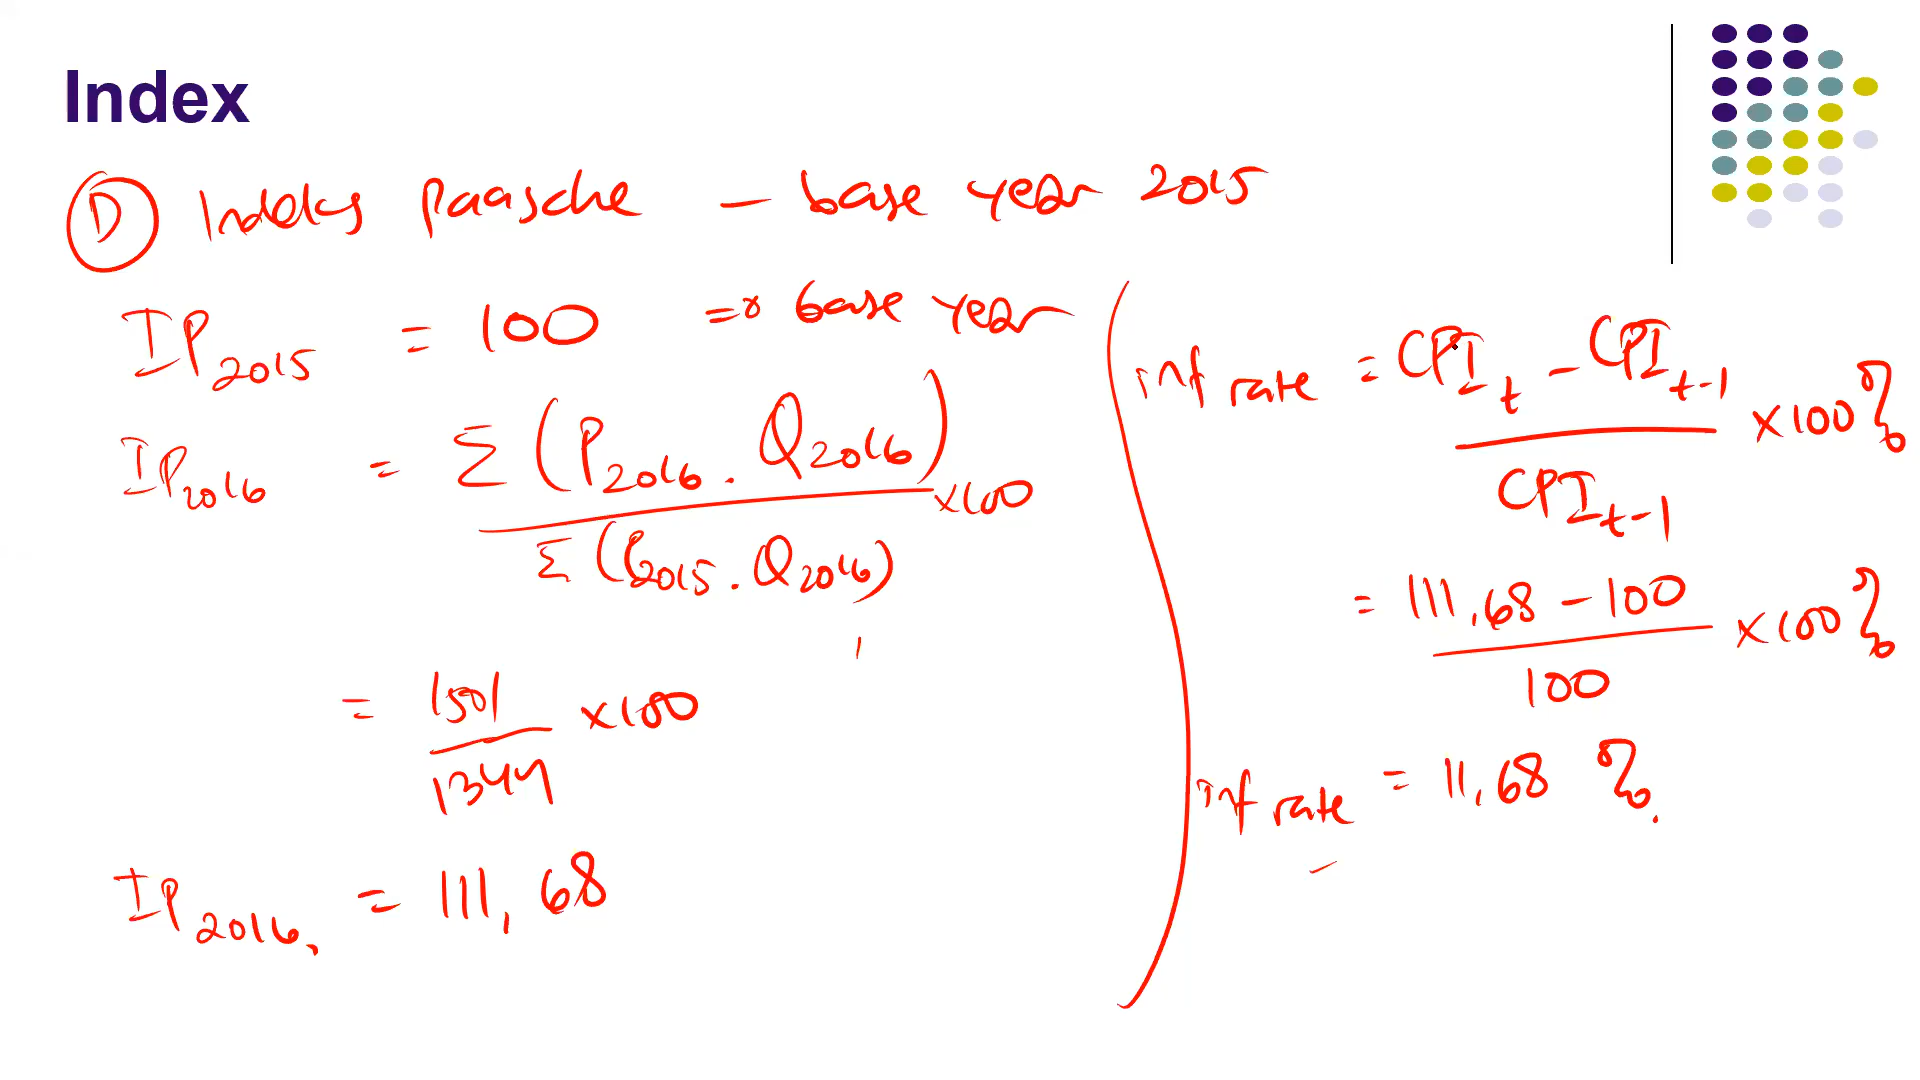 Index
D Indeks Paasche – base year 2015
IP2015 = 100 => base year
IP2016 = Σ (P2016 . Q2016)
x100
Σ (P2015 . Q2016)
= 1501
x100
1344
IP2016 = 111,68
inf rate = CPIt – CPIt-1
x100%
CPIt-1
= 111,68 – 100
x100%
100
inf rate = 11,68 %.